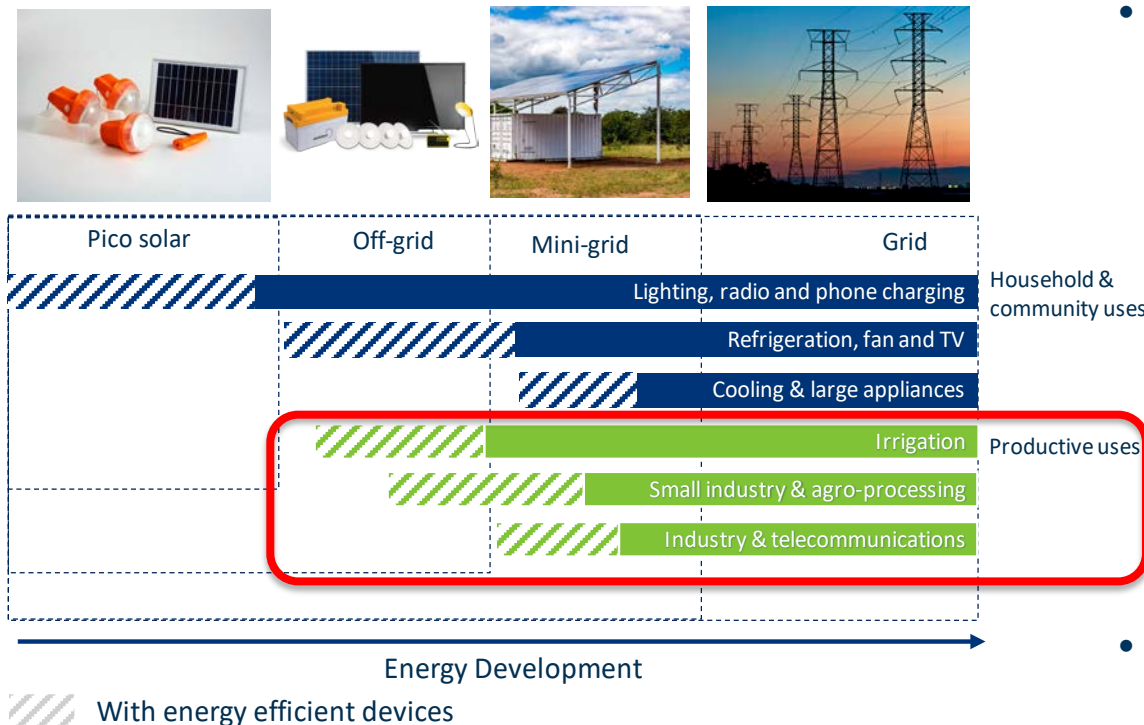 •
Pico solar
Off-grid
Mini-grid
Grid
Lighting, radio and phone charging
Household &
community uses
Refrigeration, fan and TV
Cooling & large appliances
Irrigation
Productive uses
Small industry & agro-processing
Industry & telecommunications
•
Energy Development
With energy efficient devices